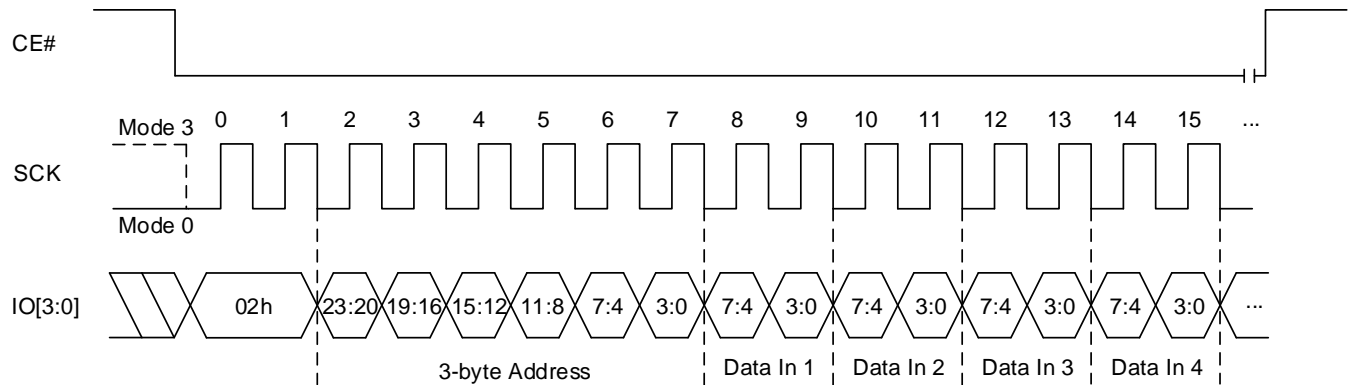 CE#
Mode 3 0 1 2 3 4 5 6 7 8 9 10 11 12 13 14 15 ...
SCK
Mode 0
IO[3:0] 02h 23:20 19:16 15:12 11:8 7:4 3:0 7:4 3:0 7:4 3:0 7:4 3:0 7:4 3:0 ...
3-byte Address Data In 1 Data In 2 Data In 3 Data In 4